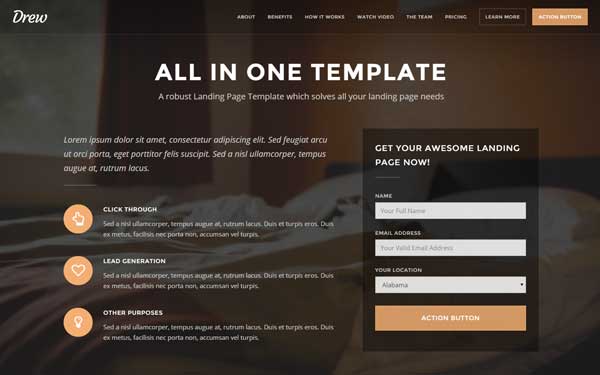 Drew
ABOUT
BENEFITS
HOW IT WORKS
WATCH VIDEO
THE TEAM
PRICING
LEARN MORE
ACTION BUTTON
ALL IN ONE TEMPLATE
A robust Landing Page Template which solves all your landing page needs
Lorem ipsum dolor sit amet, consectetur adipiscing elit. Sed feugiat arcu
ut orci porta, eget porttitor felis suscipit. Sed a nisl ullamcorper, tempus
augue at, rutrum lacus.
CLICK THROUGH
Sed a nisl ullamcorper, tempus augue at, rutrum lacus. Duis et turpis eros. Duis
ex metus, facilisis nec porta non, accumsan vel turpis.
LEAD GENERATION
Sed a nisl ullamcorper, tempus augue at, rutrum lacus. Duis et turpis eros. Duis
ex metus, facilisis nec porta non, accumsan vel turpis.
OTHER PURPOSES
Sed a nisl ullamcorper, tempus augue at, rutrum lacus. Duis et turpis eros. Duis
ex metus, facilisis nec porta non, accumsan vel turpis.
GET YOUR AWESOME LANDING
PAGE NOW!
NAME
Your Full Name
EMAIL ADDRESS
Your Valid Email Address
YOUR LOCATION
Alabama
ACTION BUTTON